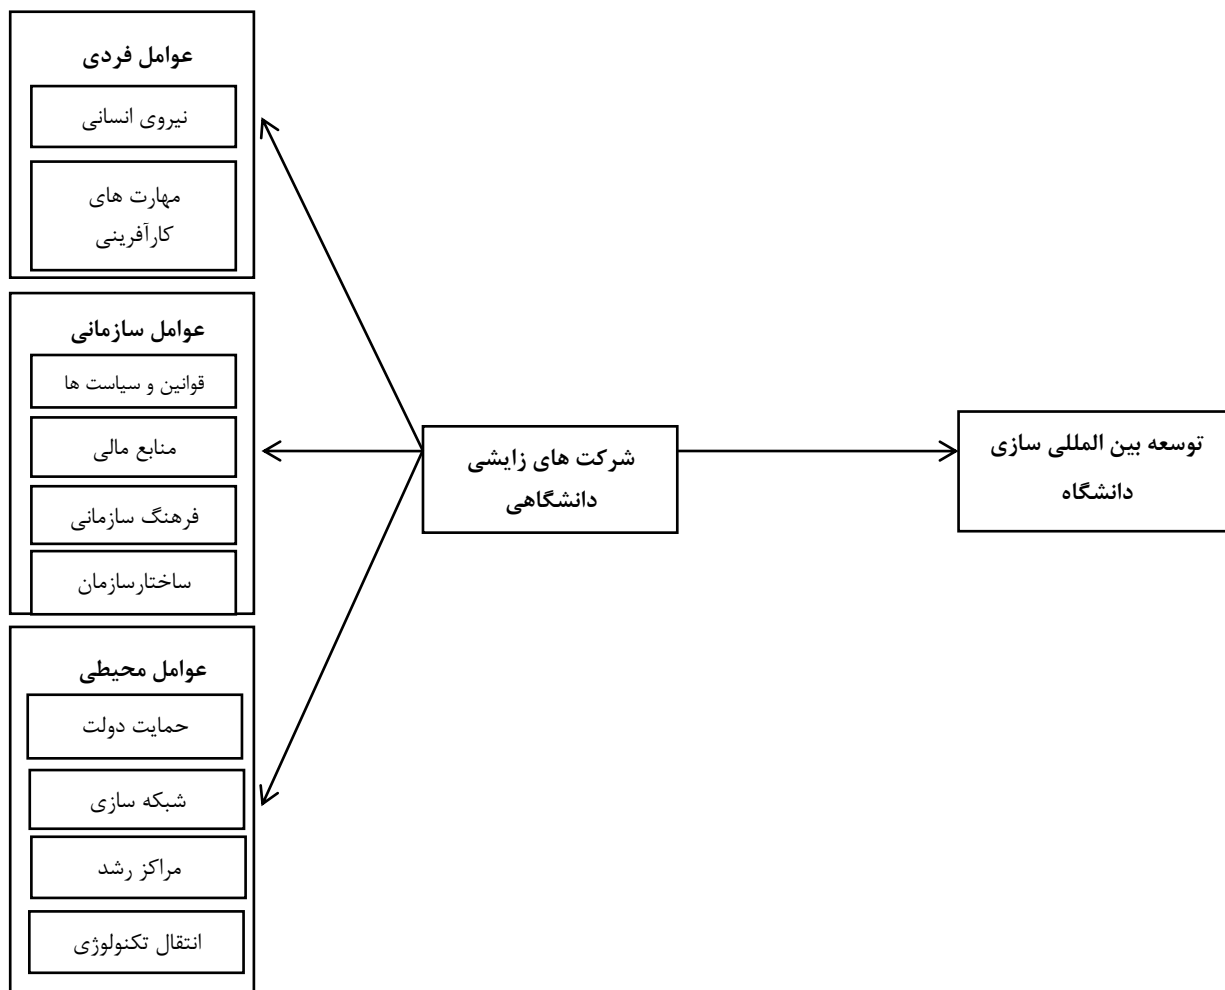 عوامل فردی
نیروی انسانی
مهارت های
کارآفرینی
عوامل سازمانی
قوانین و سیاست ها
منابع مالی
فرهنگ سازمانی
ساختارسازمان
عوامل محیطی
حمایت دولت
شبکه سازی
مراکز رشد
انتقال تکنولوژی
شرکت های زایشی
دانشگاهی
توسعه بین المللی سازی
دانشگاه